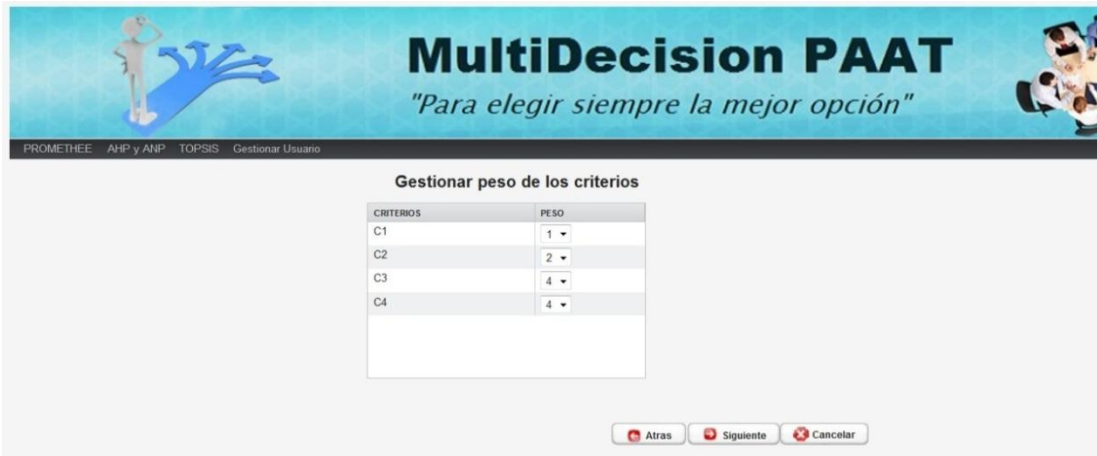 MultiDecision PAAT
"Para elegir siempre la mejor opción"
PROMETHEE AHP y ANP TOPSIS Gestionar Usuario
Gestionar peso de los criterios
CRITERIOS PESO
C1 1
C2 2
C3 4
C4 4
Atras Siguiente Cancelar